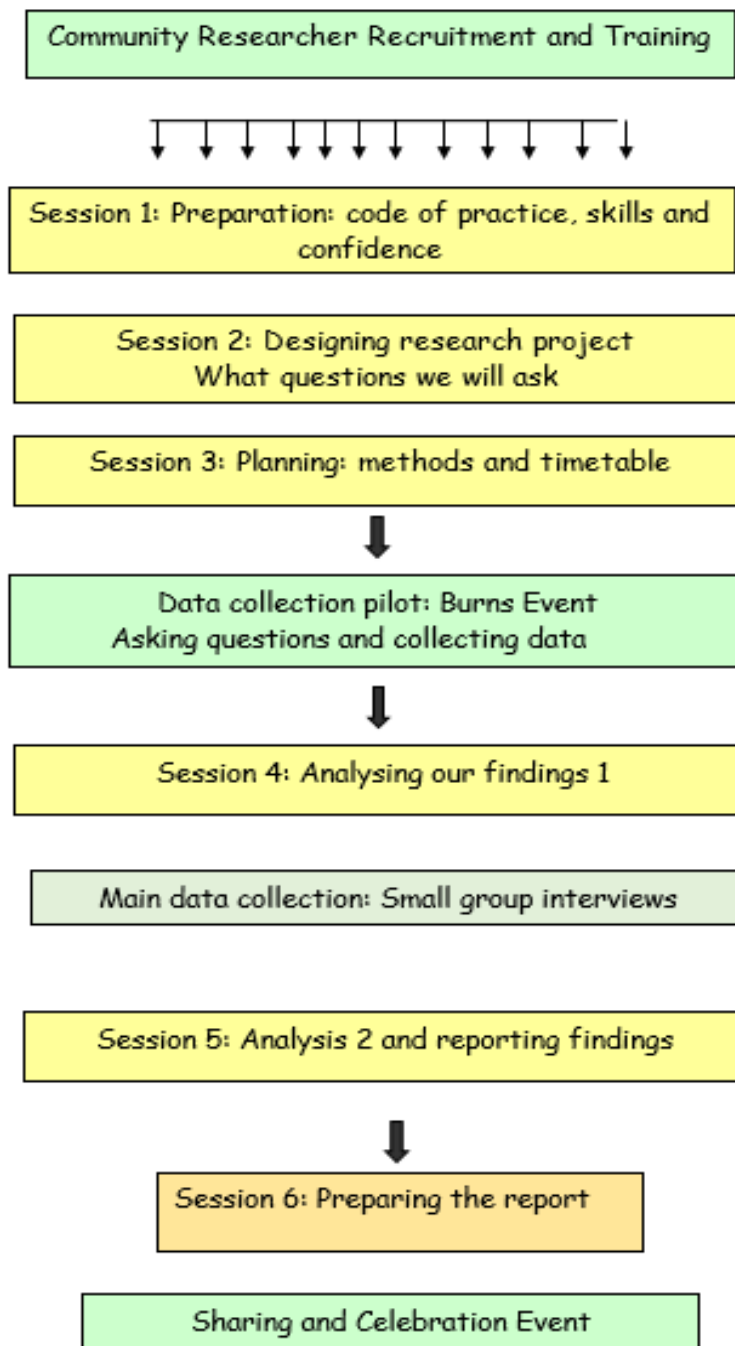 Community Researcher Recruitment and Training
Session 1: Preparation: code of practice, skills and
confidence
Session 2: Designing research project
What questions we will ask
Session 3: Planning: methods and timetable
Data collection pilot: Burns Event
Asking questions and collecting data
Session 4: Analysing our findings 1
Main data collection: Small group interviews
Session 5: Analysis 2 and reporting findings
Session 6: Preparing the report
Sharing and Celebration Event